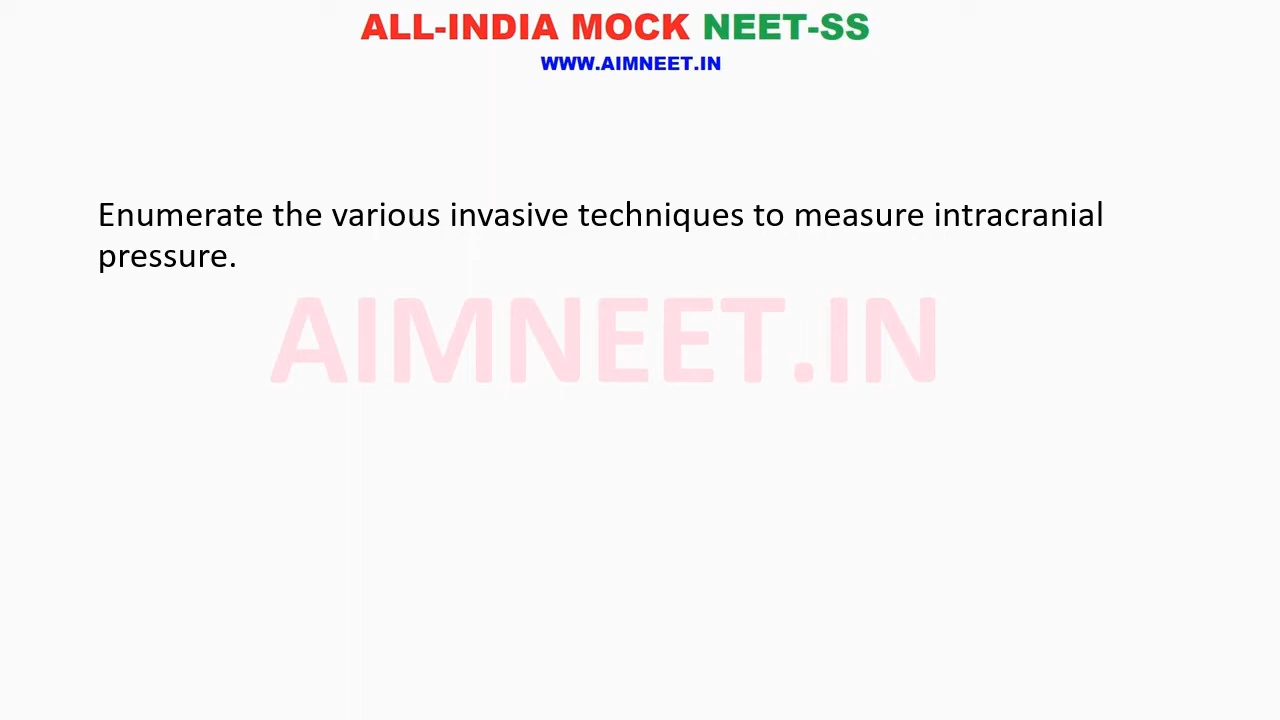 ALL-INDIA MOCK NEET-SS
WWW.AIMNEET.IN
Enumerate the various invasive techniques to measure intracranial
pressure.
AIMNEET.IN